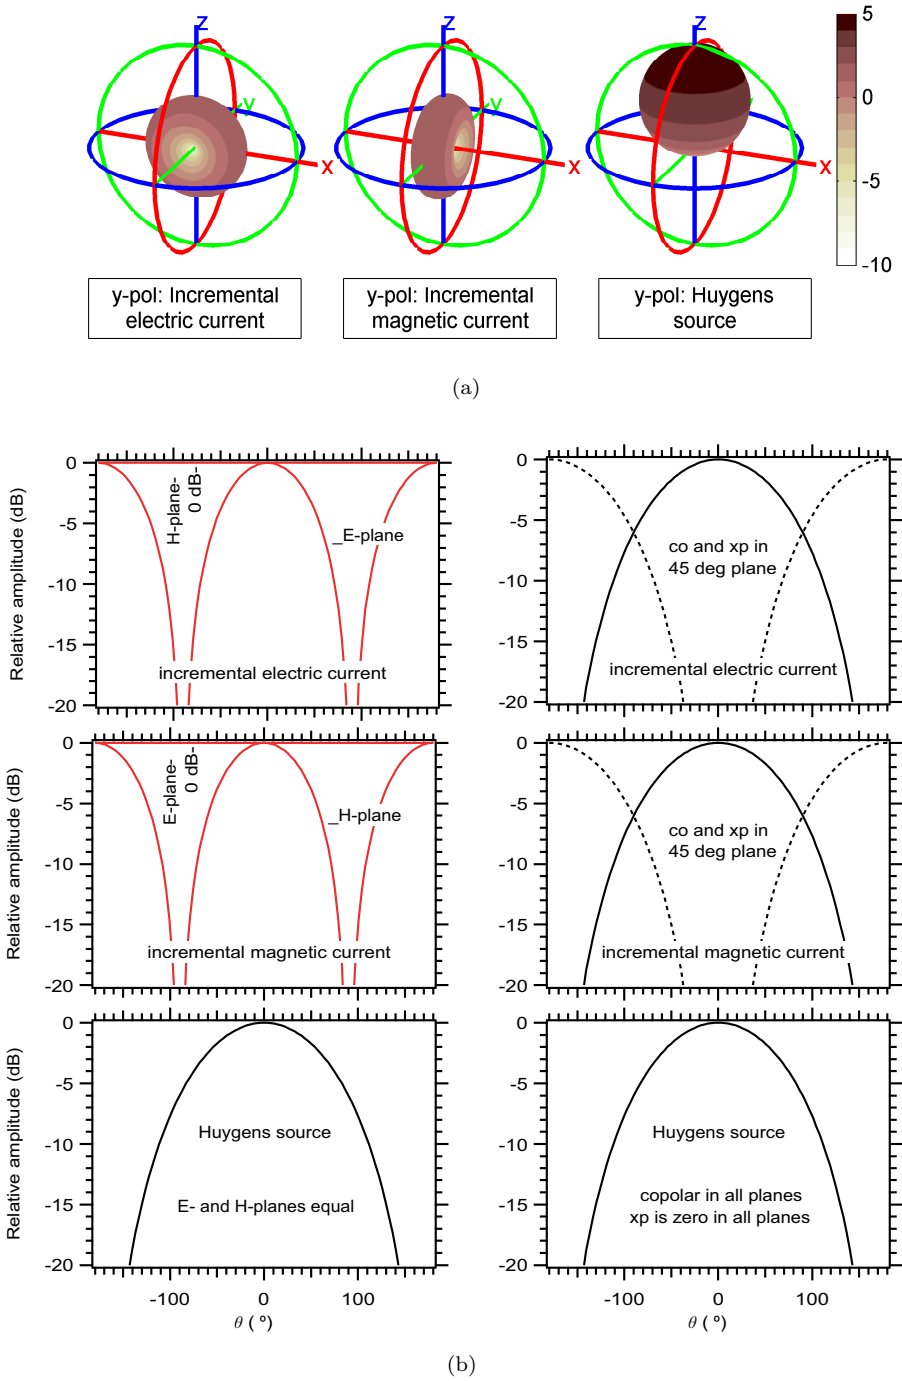 Z
Y
X
Z
Y
X
Z
X
5
0
-5
-10
y-pol: Incremental
electric current
y-pol: Incremental
magnetic current
y-pol: Huygens
source
(a)
Relative amplitude (dB)
0
-5
-10
-15
-20
H-plane-
0 dB-
_E-plane
incremental electric current
0
-5
-10
-15
-20
co and xp in
45 deg plane
incremental electric current
Relative amplitude (dB)
0
-5
-10
-15
-20
E-plane-
0 dB-
_H-plane
incremental magnetic current
0
-5
-10
-15
-20
co and xp in
45 deg plane
incremental magnetic current
Relative amplitude (dB)
0
-5
-10
-15
-20
Huygens source
E- and H-planes equal
-100 0 100
θ ( º)
0
-5
-10
-15
-20
Huygens source
copolar in all planes
xp is zero in all planes
-100 0 100
θ ( º)
(b)